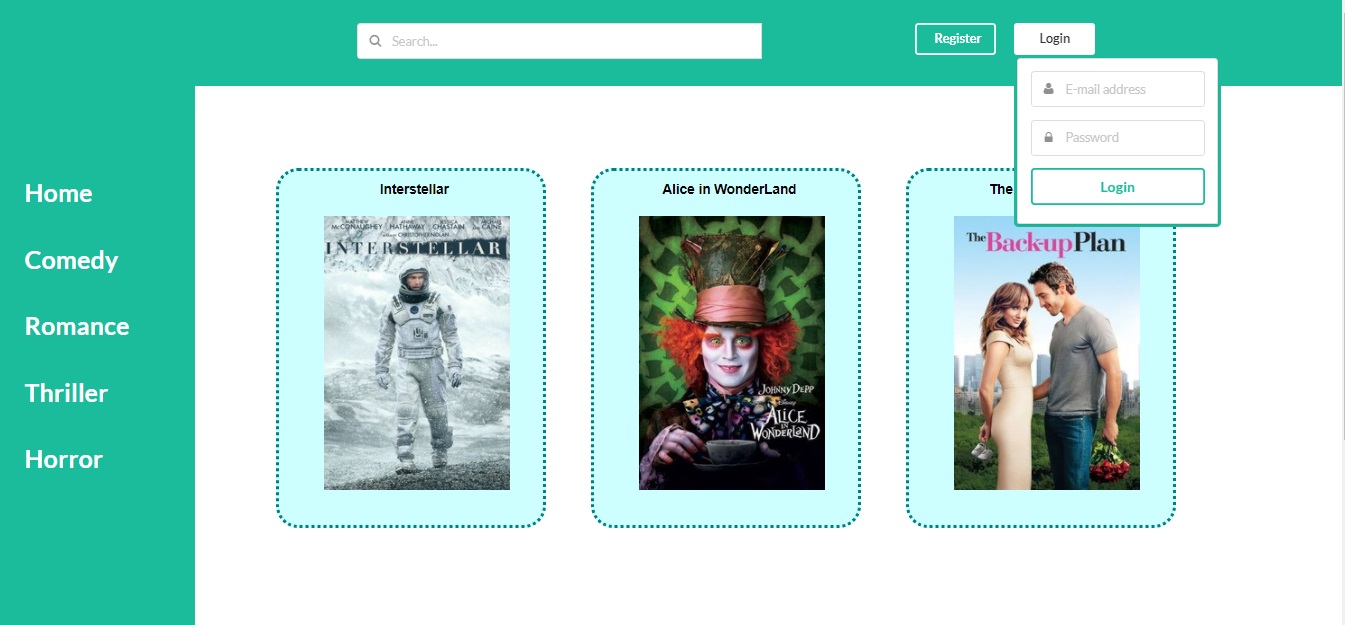 Search...
Register
Login
E-mail address
Password
Login
Home
Comedy
Romance
Thriller
Horror
Interstellar
MATTHEW ANNE JESSICA MICHAEL
McCONAUGHEY HATHAWAY CHASTAIN CAINE
CHRISTOPHER NOLAN
INTERSTELLAR
Alice in WonderLand
JOHNNY DEPP
Disney
ALICE
IN
WONDERLAND
The
The Back-up Plan